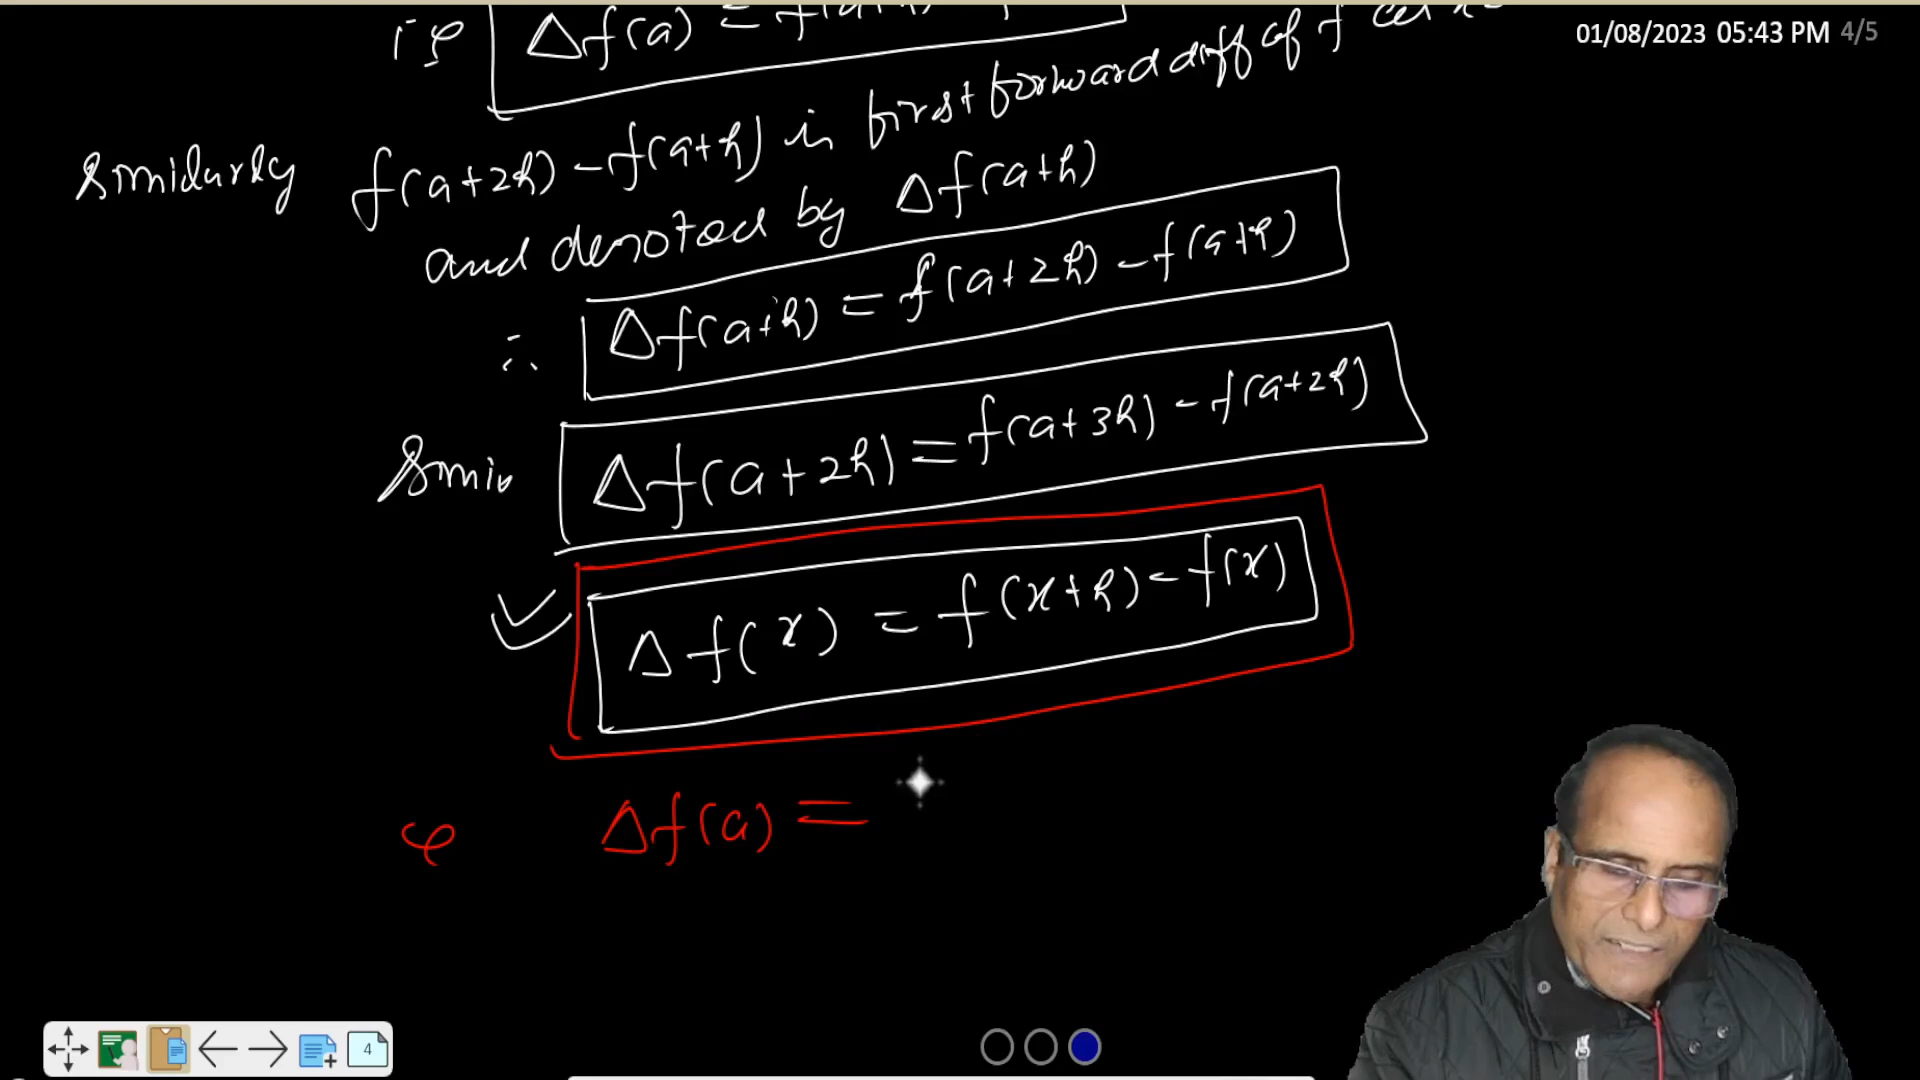 01/08/2023 05:43 PM 4/5
Δf(a) =
Similarly f(a+2h) - f(a+h) is first forward diff of f at
and denoted by Δf(a+h)
∴ Δf(a+h) = f(a+2h) - f(a+h)
Δf(a+2h) = f(a+3h) - f(a+2h)
Δf(x) = f(x+h) - f(x)
Δf(a) =
4